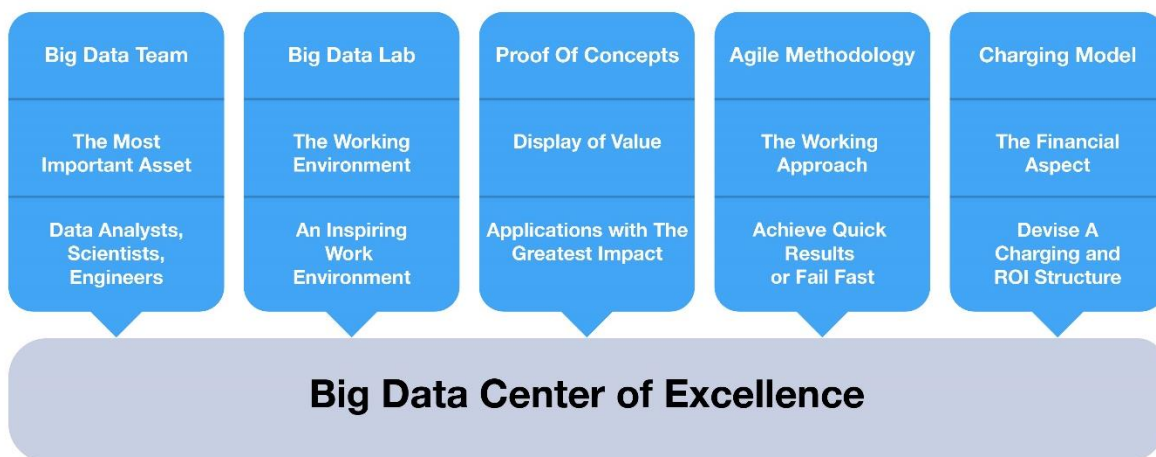 Big Data Team
The Most
Important Asset
Data Analysts,
Scientists,
Engineers
Big Data Lab
The Working
Environment
An Inspiring
Work
Environment
Proof Of Concepts
Display of Value
Applications with The
Greatest Impact
Agile Methodology
The Working
Approach
Achieve Quick
Results
or Fail Fast
Charging Model
The Financial
Aspect
Devise A
Charging and
ROI Structure
Big Data Center of Excellence